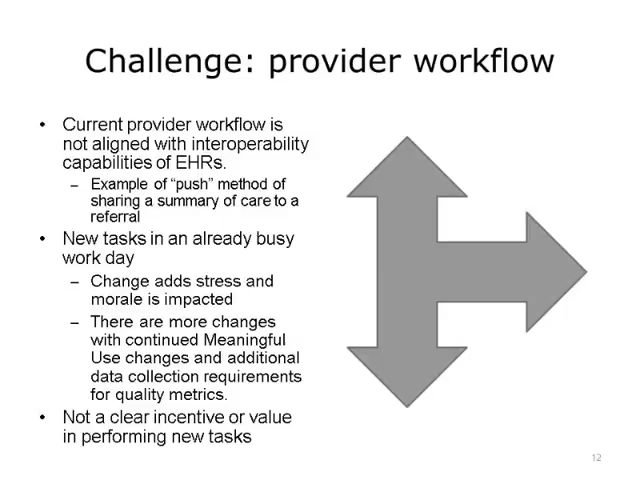 Challenge: provider workflow
• Current provider workflow is
not aligned with interoperability
capabilities of EHRs.
– Example of “push” method of
sharing a summary of care to a
referral
• New tasks in an already busy
work day
– Change adds stress and
morale is impacted
– There are more changes
with continued Meaningful
Use changes and additional
data collection requirements
for quality metrics.
• Not a clear incentive or value
in performing new tasks
12